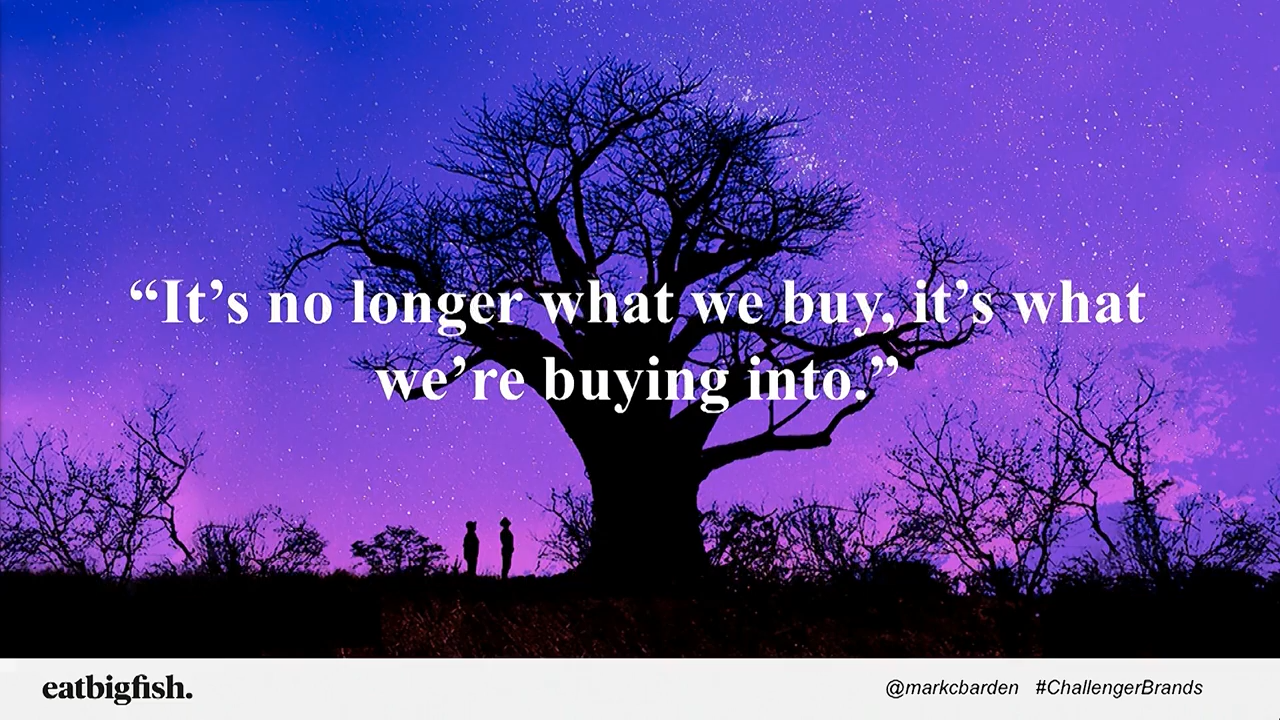 “It’s no longer what we buy, it’s what
we’re buying into.”
eatbigfish.
@markcbarden #ChallengerBrands